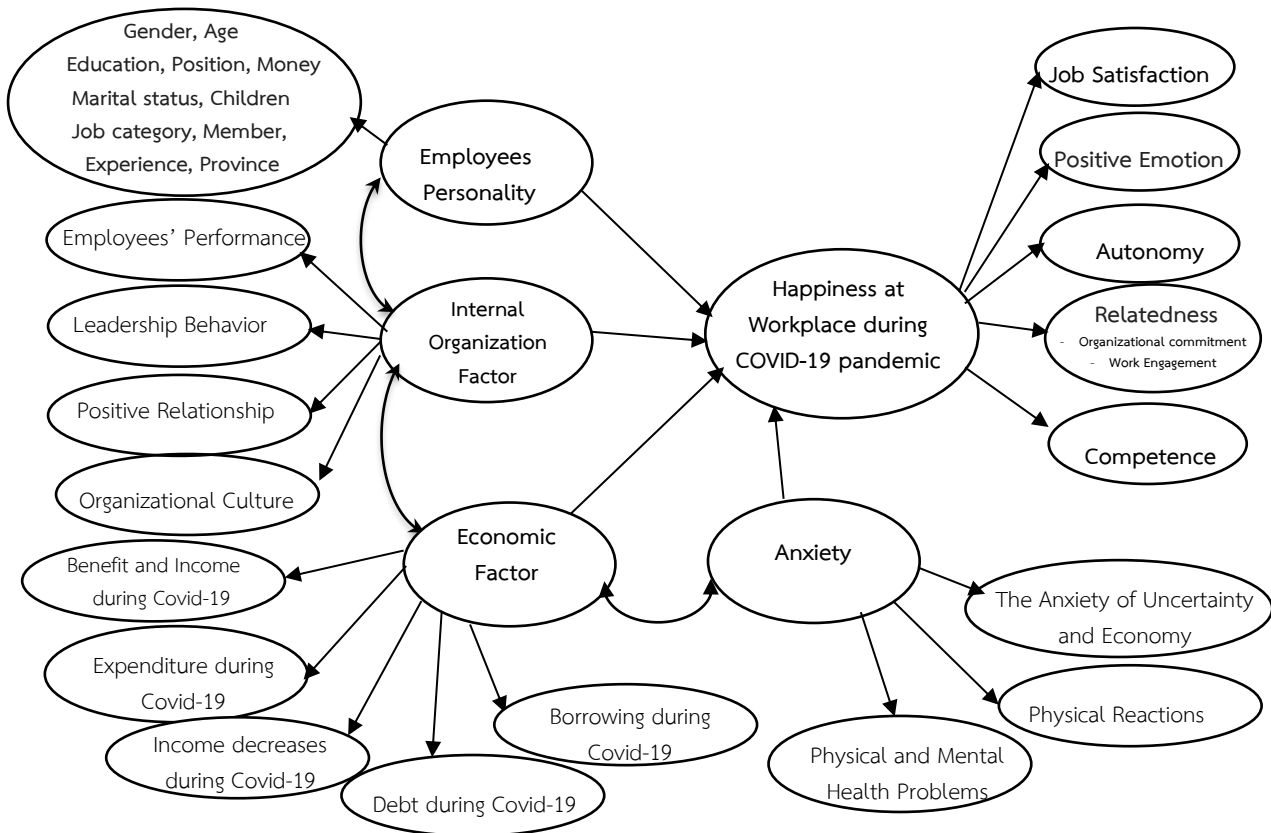 Gender, Age
Education, Position, Money
Marital status, Children
Job category, Member,
Experience, Province
Employees
Personality
Employees' Performance
Leadership Behavior
Positive Relationship
Organizational Culture
Internal
Organization
Factor
Happiness at
Workplace during
COVID-19 pandemic
Job Satisfaction
Positive Emotion
Autonomy
Relatedness
- Organizational commitment
- Work Engagement
Competence
Economic
Factor
Anxiety
Benefit and Income
during Covid-19
Expenditure during
Covid-19
Income decreases
during Covid-19
Debt during Covid-19
Borrowing during
Covid-19
The Anxiety of Uncertainty
and Economy
Physical Reactions
Physical and Mental
Health Problems